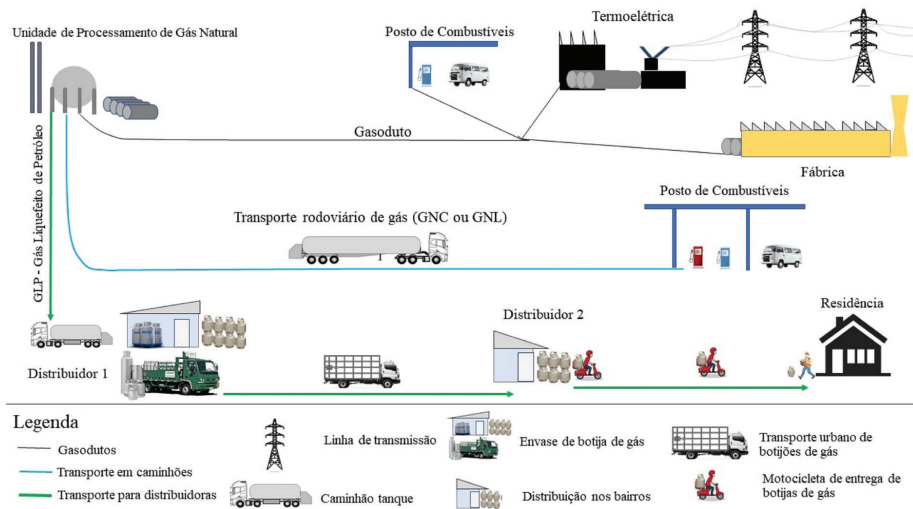 Unidade de Processamento de Gás Natural
Posto de Combustíveis
Termoelétrica
Gasoduto
Fábrica
GLP - Gás Liquefeito de Petróleo
Transporte rodoviário de gás (GNC ou GNL)
Posto de Combustíveis
Distribuidor 1
Distribuidor 2
Residência
Legenda
Gasodutos
Transporte em caminhões
Transporte para distribuidoras
Linha de transmissão
Caminhão tanque
Envase de botija de gás
Distribuição nos bairros
Transporte urbano de
botijões de gás
Motocicleta de entrega de
botijas de gás